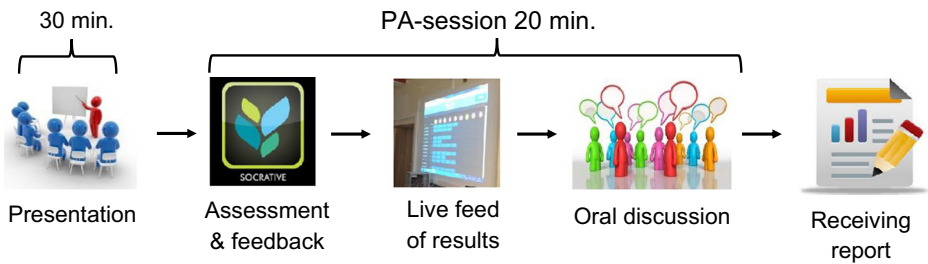 30 min.
PA-session 20 min.
SOCRATIVE
Presentation
Assessment
& feedback
Live feed
of results
Oral discussion
Receiving
report